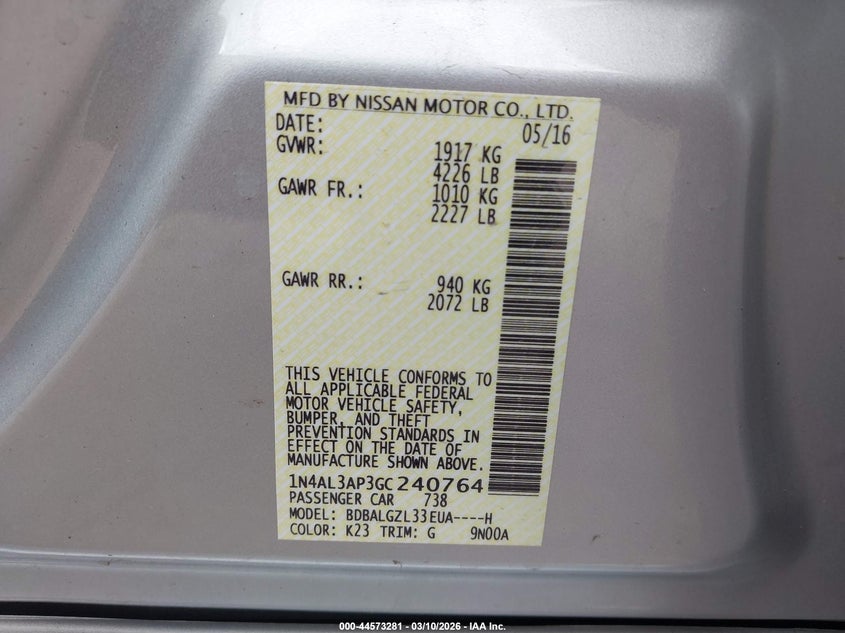 MFD BY NISSAN MOTOR CO., LTD.
DATE: 05/16
GVWR: 1917 KG
4226 LB
GAWR FR.: 1010 KG
2227 LB
GAWR RR.: 940 KG
2072 LB
THIS VEHICLE CONFORMS TO
ALL APPLICABLE FEDERAL
MOTOR VEHICLE SAFETY,
BUMPER, AND THEFT
PREVENTION STANDARDS IN
EFFECT ON THE DATE OF
MANUFACTURE SHOWN ABOVE.
1N4AL3AP3GC240764
PASSENGER CAR 738
MODEL: BDBALGZL33EUA----H
COLOR: K23 TRIM: G 9N00A
000-44573281 - 03/10/2026 - IAA Inc.